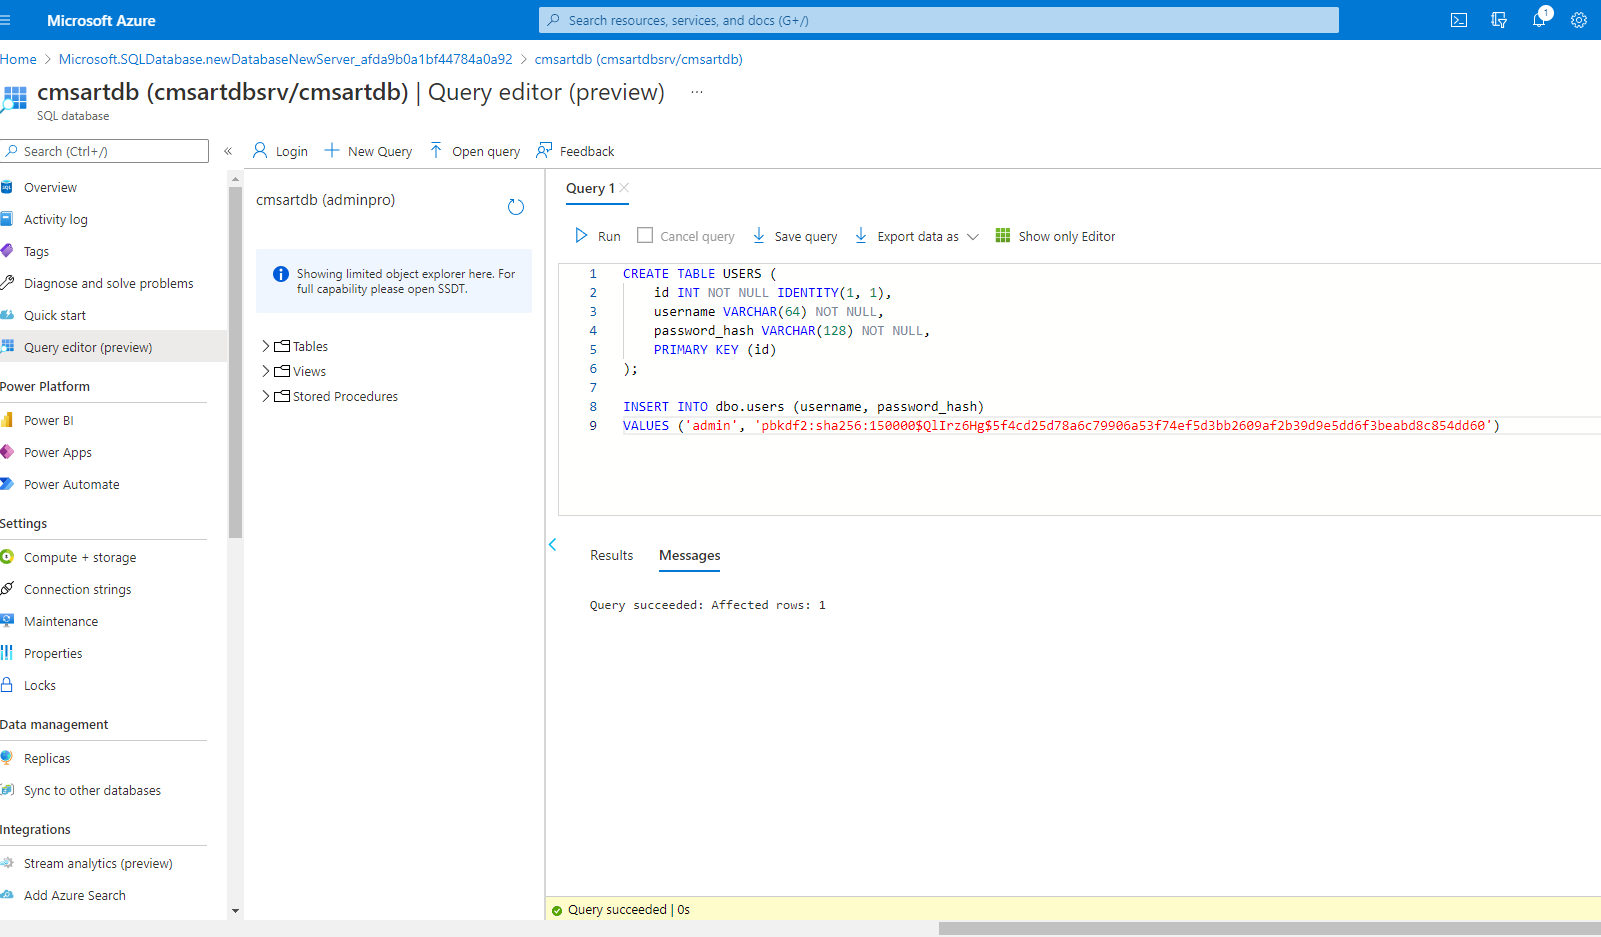 Microsoft Azure
Search resources, services, and docs (G+/)
1
Home > Microsoft.SQLDatabase.newDatabaseNewServer_afda9b0a1bf44784a0a92 > cmsartdb (cmsartdbsrv/cmsartdb)
cmsartdb (cmsartdbsrv/cmsartdb) | Query editor (preview) ...
SQL database
Search (Ctrl+/)
«
Login
New Query
Open query
Feedback
Overview
Activity log
Tags
Diagnose and solve problems
Quick start
Query editor (preview)
Power Platform
Power BI
Power Apps
Power Automate
Settings
Compute + storage
Connection strings
Maintenance
Properties
Locks
Data management
Replicas
Sync to other databases
Integrations
Stream analytics (preview)
Add Azure Search
cmsartdb (adminpro)
Showing limited object explorer here. For
full capability please open SSDT.
Tables
Views
Stored Procedures
Query 1
Run
Cancel query
Save query
Export data as
Show only Editor
1 CREATE TABLE USERS (
2 id INT NOT NULL IDENTITY(1, 1),
3 username VARCHAR(64) NOT NULL,
4 password_hash VARCHAR(128) NOT NULL,
5 PRIMARY KEY (id)
6 );
7
8 INSERT INTO dbo.users (username, password_hash)
9 VALUES ('admin', 'pbkdf2:sha256:150000$QlIrz6Hg$5f4cd25d78a6c79906a53f74ef5d3bb2609af2b39d9e5dd6f3beabd8c854dd60')
Results
Messages
Query succeeded: Affected rows: 1
Query succeeded | 0s